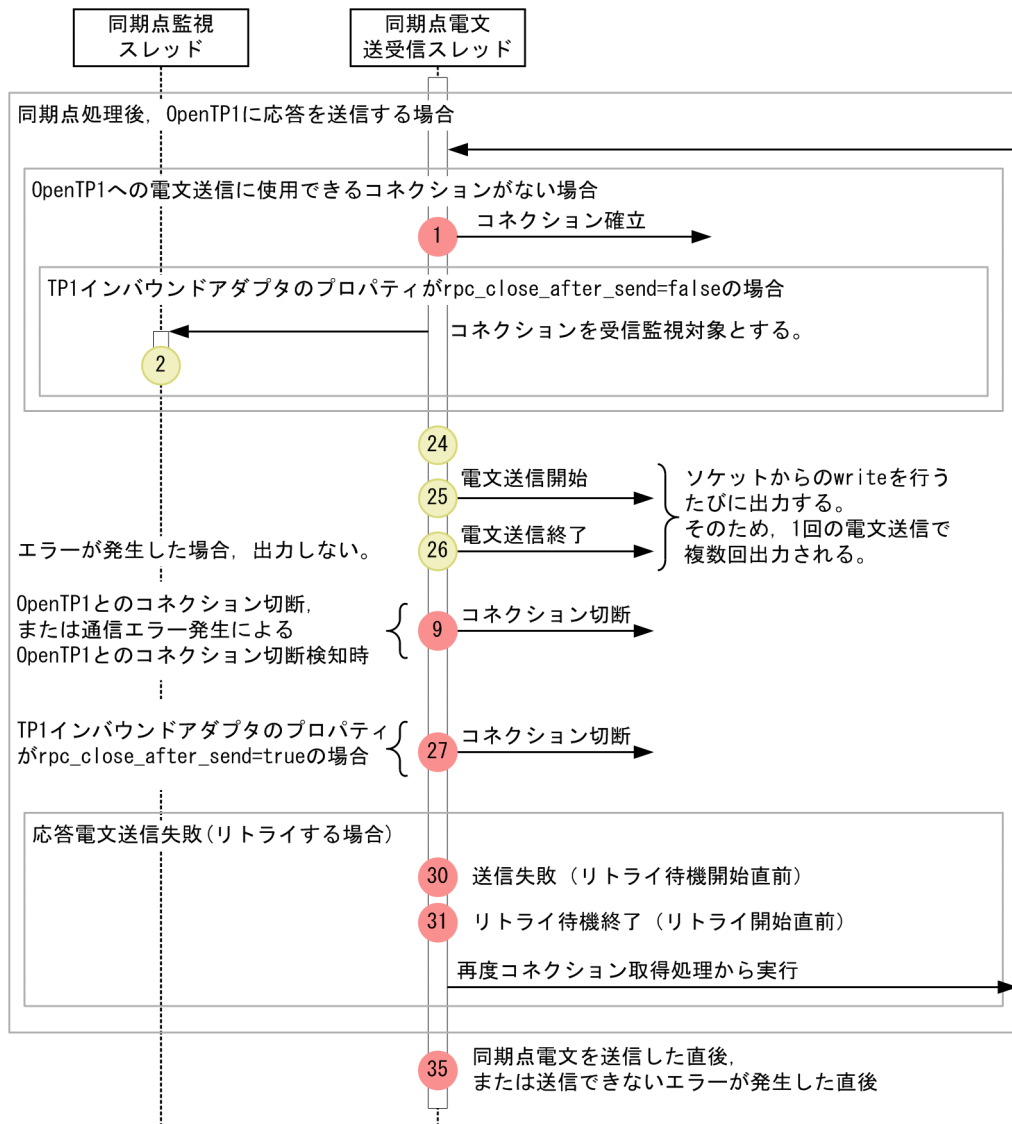 同期点監視
スレッド
同期点電文
送受信スレッド
同期点処理後，OpenTP1に応答を送信する場合
OpenTP1への電文送信に使用できるコネクションがない場合
コネクション確立
1
TP1インバウンドアダプタのプロパティがrpc_close_after_send=falseの場合
コネクションを受信監視対象とする。
2
24
電文送信開始
25
ソケットからのwriteを行う
たびに出力する。
そのため，1回の電文送信で
複数回出力される。
電文送信終了
26
エラーが発生した場合，出力しない。
OpenTP1とのコネクション切断，
または通信エラー発生による
OpenTP1とのコネクション切断検知時
9
コネクション切断
TP1インバウンドアダプタのプロパティ
がrpc_close_after_send=trueの場合
27
コネクション切断
応答電文送信失敗(リトライする場合)
30
送信失敗（リトライ待機開始直前）
31
リトライ待機終了（リトライ開始直前）
再度コネクション取得処理から実行
35
同期点電文を送信した直後，
または送信できないエラーが発生した直後